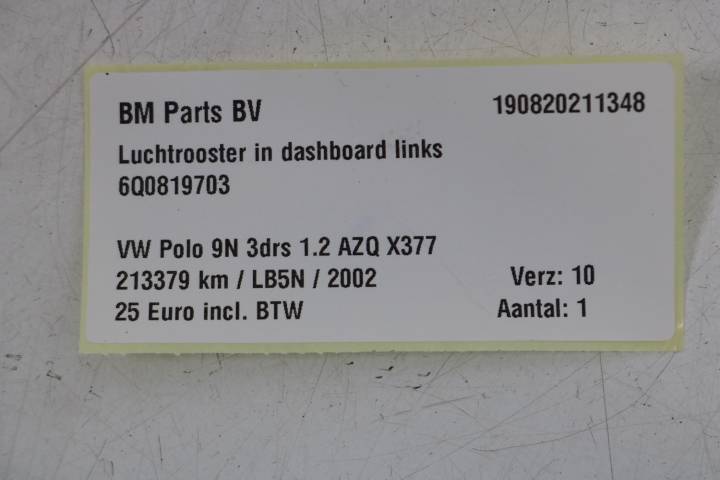 BM Parts BV 190820211348
Luchtrooster in dashboard links
6Q0819703
VW Polo 9N 3drs 1.2 AZQ X377
213379 km / LB5N / 2002 Verz: 10
25 Euro incl. BTW Aantal: 1